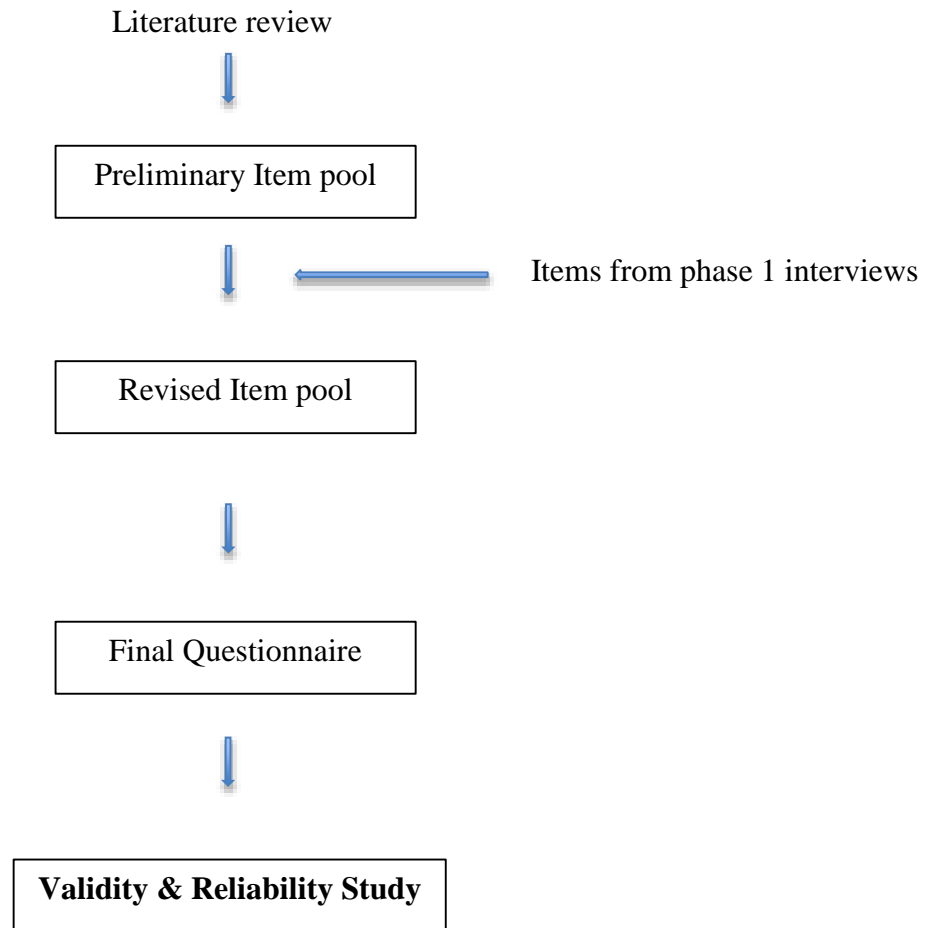 Literature review
Preliminary Item pool
Items from phase 1 interviews
Revised Item pool
Final Questionnaire
Validity & Reliability Study